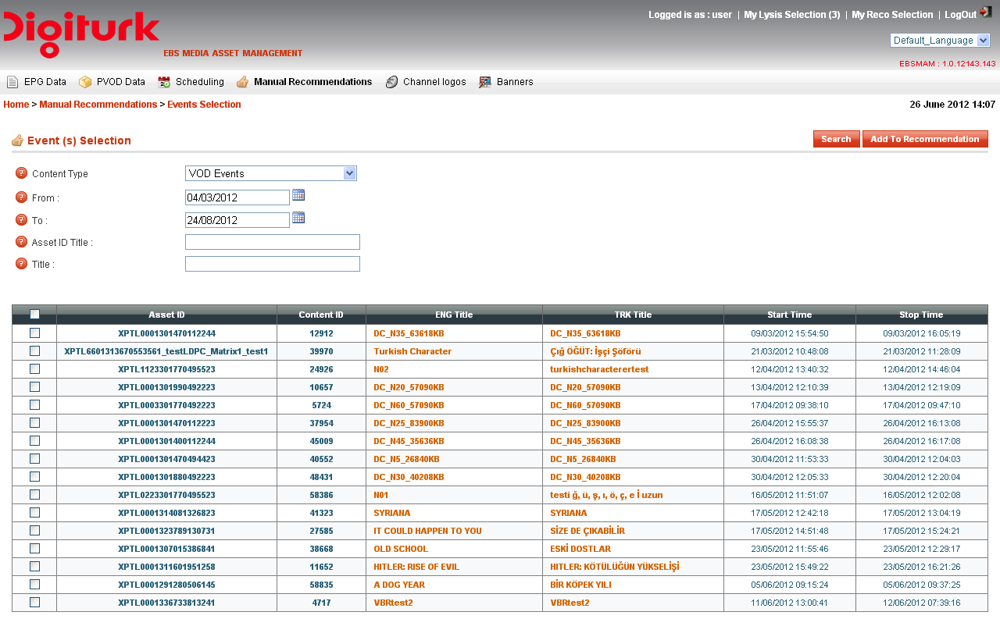 Digiturk
EBS MEDIA ASSET MANAGEMENT
Logged is as : user | My Lysis Selection (3) | My Reco Selection | LogOut
Default_Language
EBSMAM : 1.0.12143.143
EPG Data PVOD Data Scheduling Manual Recommendations Channel logos Banners
Home > Manual Recommendations > Events Selection 26 June 2012 14:07
Event (s) Selection Search Add To Recommendation
Content Type VOD Events
From : 04/03/2012
To : 24/08/2012
Asset ID Title :
Title :
Asset ID Content ID ENG Title TRK Title Start Time Stop Time
XPTL0001301470112244 12912 DC_N35_63618KB DC_N35_63618KB 09/03/2012 15:54:50 09/03/2012 16:05:19
XPTL6601313670553561_testLDPC_Matrix1_test1 39970 Turkish Character Çığ ÖĞÜT: İşçi Şöförü 21/03/2012 10:48:08 21/03/2012 11:28:09
XPTL1123301770495523 24926 N02 turkishcharacterertest 12/04/2012 13:40:32 12/04/2012 14:46:04
XPTL0001301990492223 10657 DC_N20_57090KB DC_N20_57090KB 13/04/2012 12:10:39 13/04/2012 12:19:09
XPTL0003301770492223 5724 DC_N60_57090KB DC_N60_57090KB 17/04/2012 09:38:10 17/04/2012 09:47:10
XPTL0001301470112223 37954 DC_N25_83900KB DC_N25_83900KB 26/04/2012 15:55:37 26/04/2012 16:13:08
XPTL0001301400112244 45009 DC_N45_35636KB DC_N45_35636KB 26/04/2012 16:08:38 26/04/2012 16:17:08
XPTL0001301470494423 40552 DC_N5_26840KB DC_N5_26840KB 30/04/2012 11:53:33 30/04/2012 12:04:03
XPTL0001301880492223 48431 DC_N30_40208KB DC_N30_40208KB 30/04/2012 12:05:33 30/04/2012 12:20:04
XPTL0223301770495523 58386 N01 testi ğ, ü, ş, ı, ö, ç, e İ uzun 16/05/2012 11:51:07 16/05/2012 12:02:08
XPTL0001314081326823 41323 SYRIANA SYRIANA 17/05/2012 12:42:18 17/05/2012 13:04:19
XPTL0001323789130731 27585 IT COULD HAPPEN TO YOU SİZE DE ÇIKABİLİR 17/05/2012 14:51:48 17/05/2012 15:24:21
XPTL0001307015386841 38668 OLD SCHOOL ESKİ DOSTLAR 23/05/2012 11:55:46 23/05/2012 12:29:17
XPTL0001311601951258 11652 HITLER: RISE OF EVIL HITLER: KÖTÜLÜĞÜN YÜKSELİŞİ 23/05/2012 15:49:22 23/05/2012 16:21:26
XPTL0001291280506145 58835 A DOG YEAR BİR KÖPEK YILI 05/06/2012 09:15:24 05/06/2012 09:37:25
XPTL0001336733813241 4717 VBRtest2 VBRtest2 11/06/2012 13:00:41 12/06/2012 07:39:16